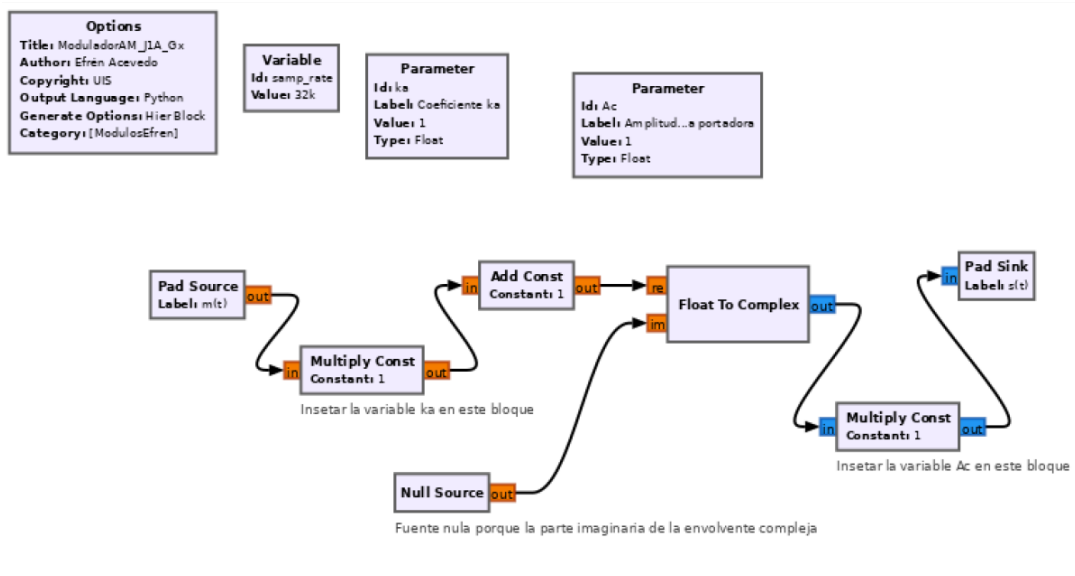 Options
Title: ModuladorAM_J1A_Gx
Author: Efrén Acevedo
Copyright: UIS
Output Language: Python
Generate Options: Hier Block
Category: [ModulosEfren]
Variable
Id: samp_rate
Value: 32k
Parameter
Id: ka
Label: Coeficiente ka
Value: 1
Type: Float
Parameter
Id: Ac
Label: Amplitud...a portadora
Value: 1
Type: Float
Pad Source
Label: m(t)
out
in
Multiply Const
Constant: 1
out
Insetar la variable ka en este bloque
in
Add Const
Constant: 1
out
Null Source
out
Fuente nula porque la parte imaginaria de la envolvente compleja
re
im
Float To Complex
out
in
Multiply Const
Constant: 1
out
Insetar la variable Ac en este bloque
in
Pad Sink
Label: s(t)